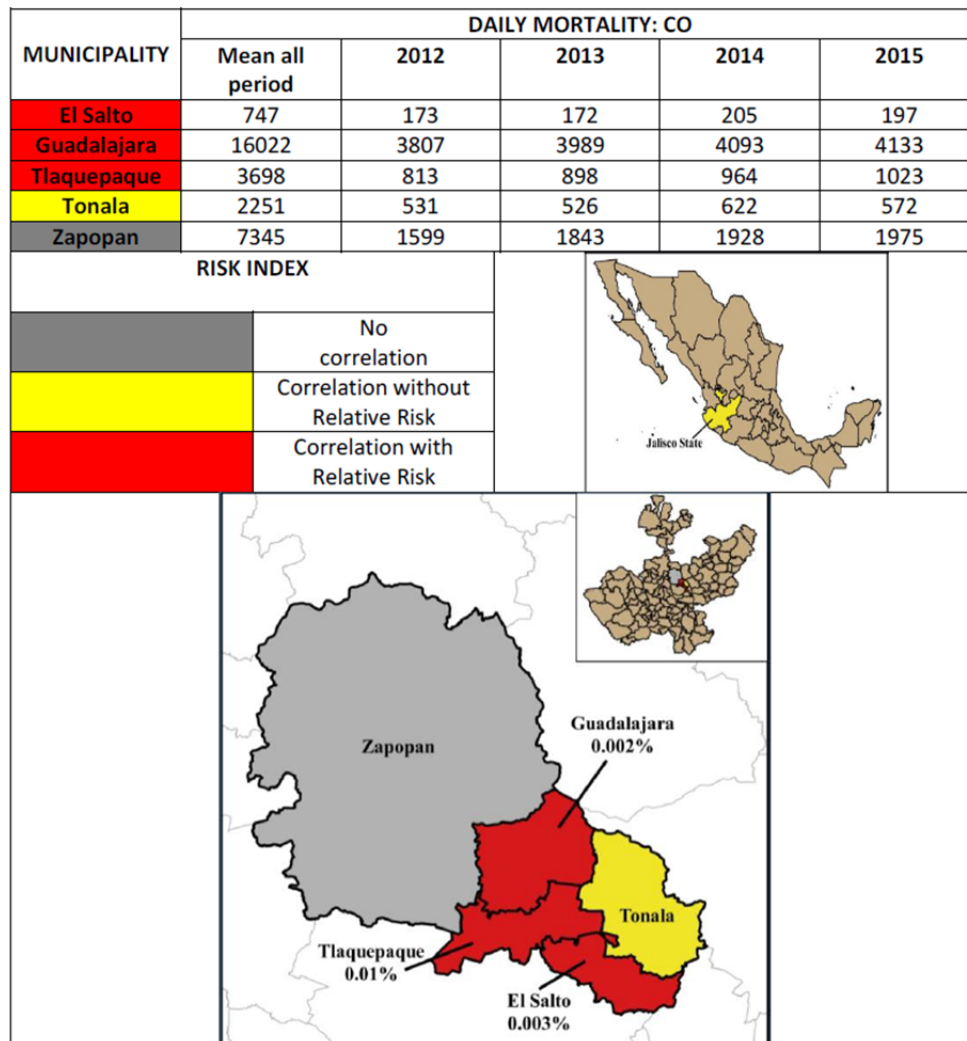 DAILY MORTALITY: CO
MUNICIPALITY Mean all period 2012 2013 2014 2015
El Salto 747 173 172 205 197
Guadalajara 16022 3807 3989 4093 4133
Tlaquepaque 3698 813 898 964 1023
Tonala 2251 531 526 622 572
Zapopan 7345 1599 1843 1928 1975
RISK INDEX
No
correlation
Correlation without
Relative Risk
Correlation with
Relative Risk
Jalisco State
Guadalajara
0.002%
Zapopan
Tonala
Tlaquepaque
0.01%
El Salto
0.003%